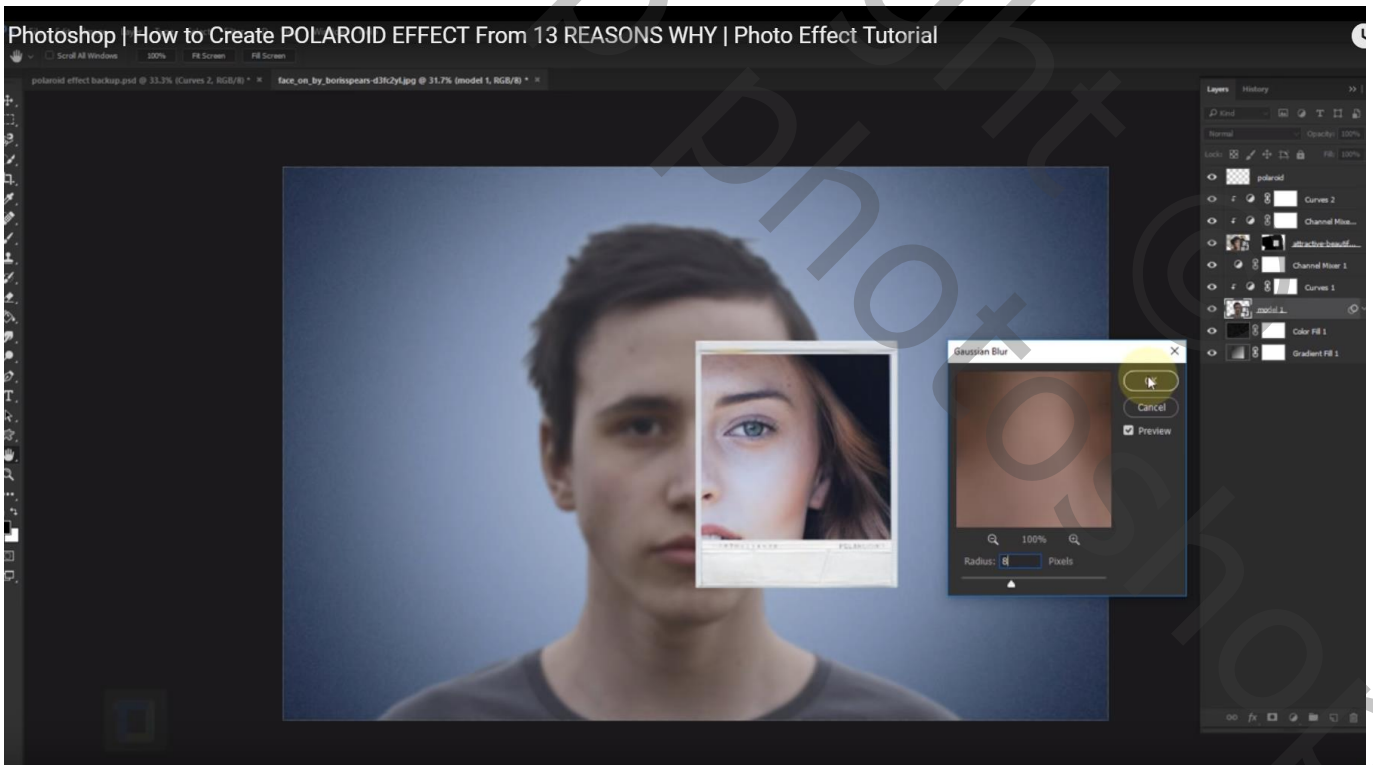 Photoshop | How to Create POLAROID EFFECT From 13 REASONS WHY | Photo Effect Tutorial
Scroll All Windows 100% Fit Screen Fill Screen
polaroid effect backup.psd @ 33.3% (Curves 2, RGB/8) * × face_on_by_borisspears-d3fc2yl.jpg @ 31.7% (model 1, RGB/8) * ×
Layers History
Kind
Normal Opacity: 100%
Lock: Fill: 100%
polaroid
Curves 2
Channel Mixe...
attractive-beautif...
Channel Mixer 1
Curves 1
model 1
Color Fill 1
Gradient Fill 1
Gaussian Blur
Cancel
Preview
100%
Radius: 8 Pixels
photoshop